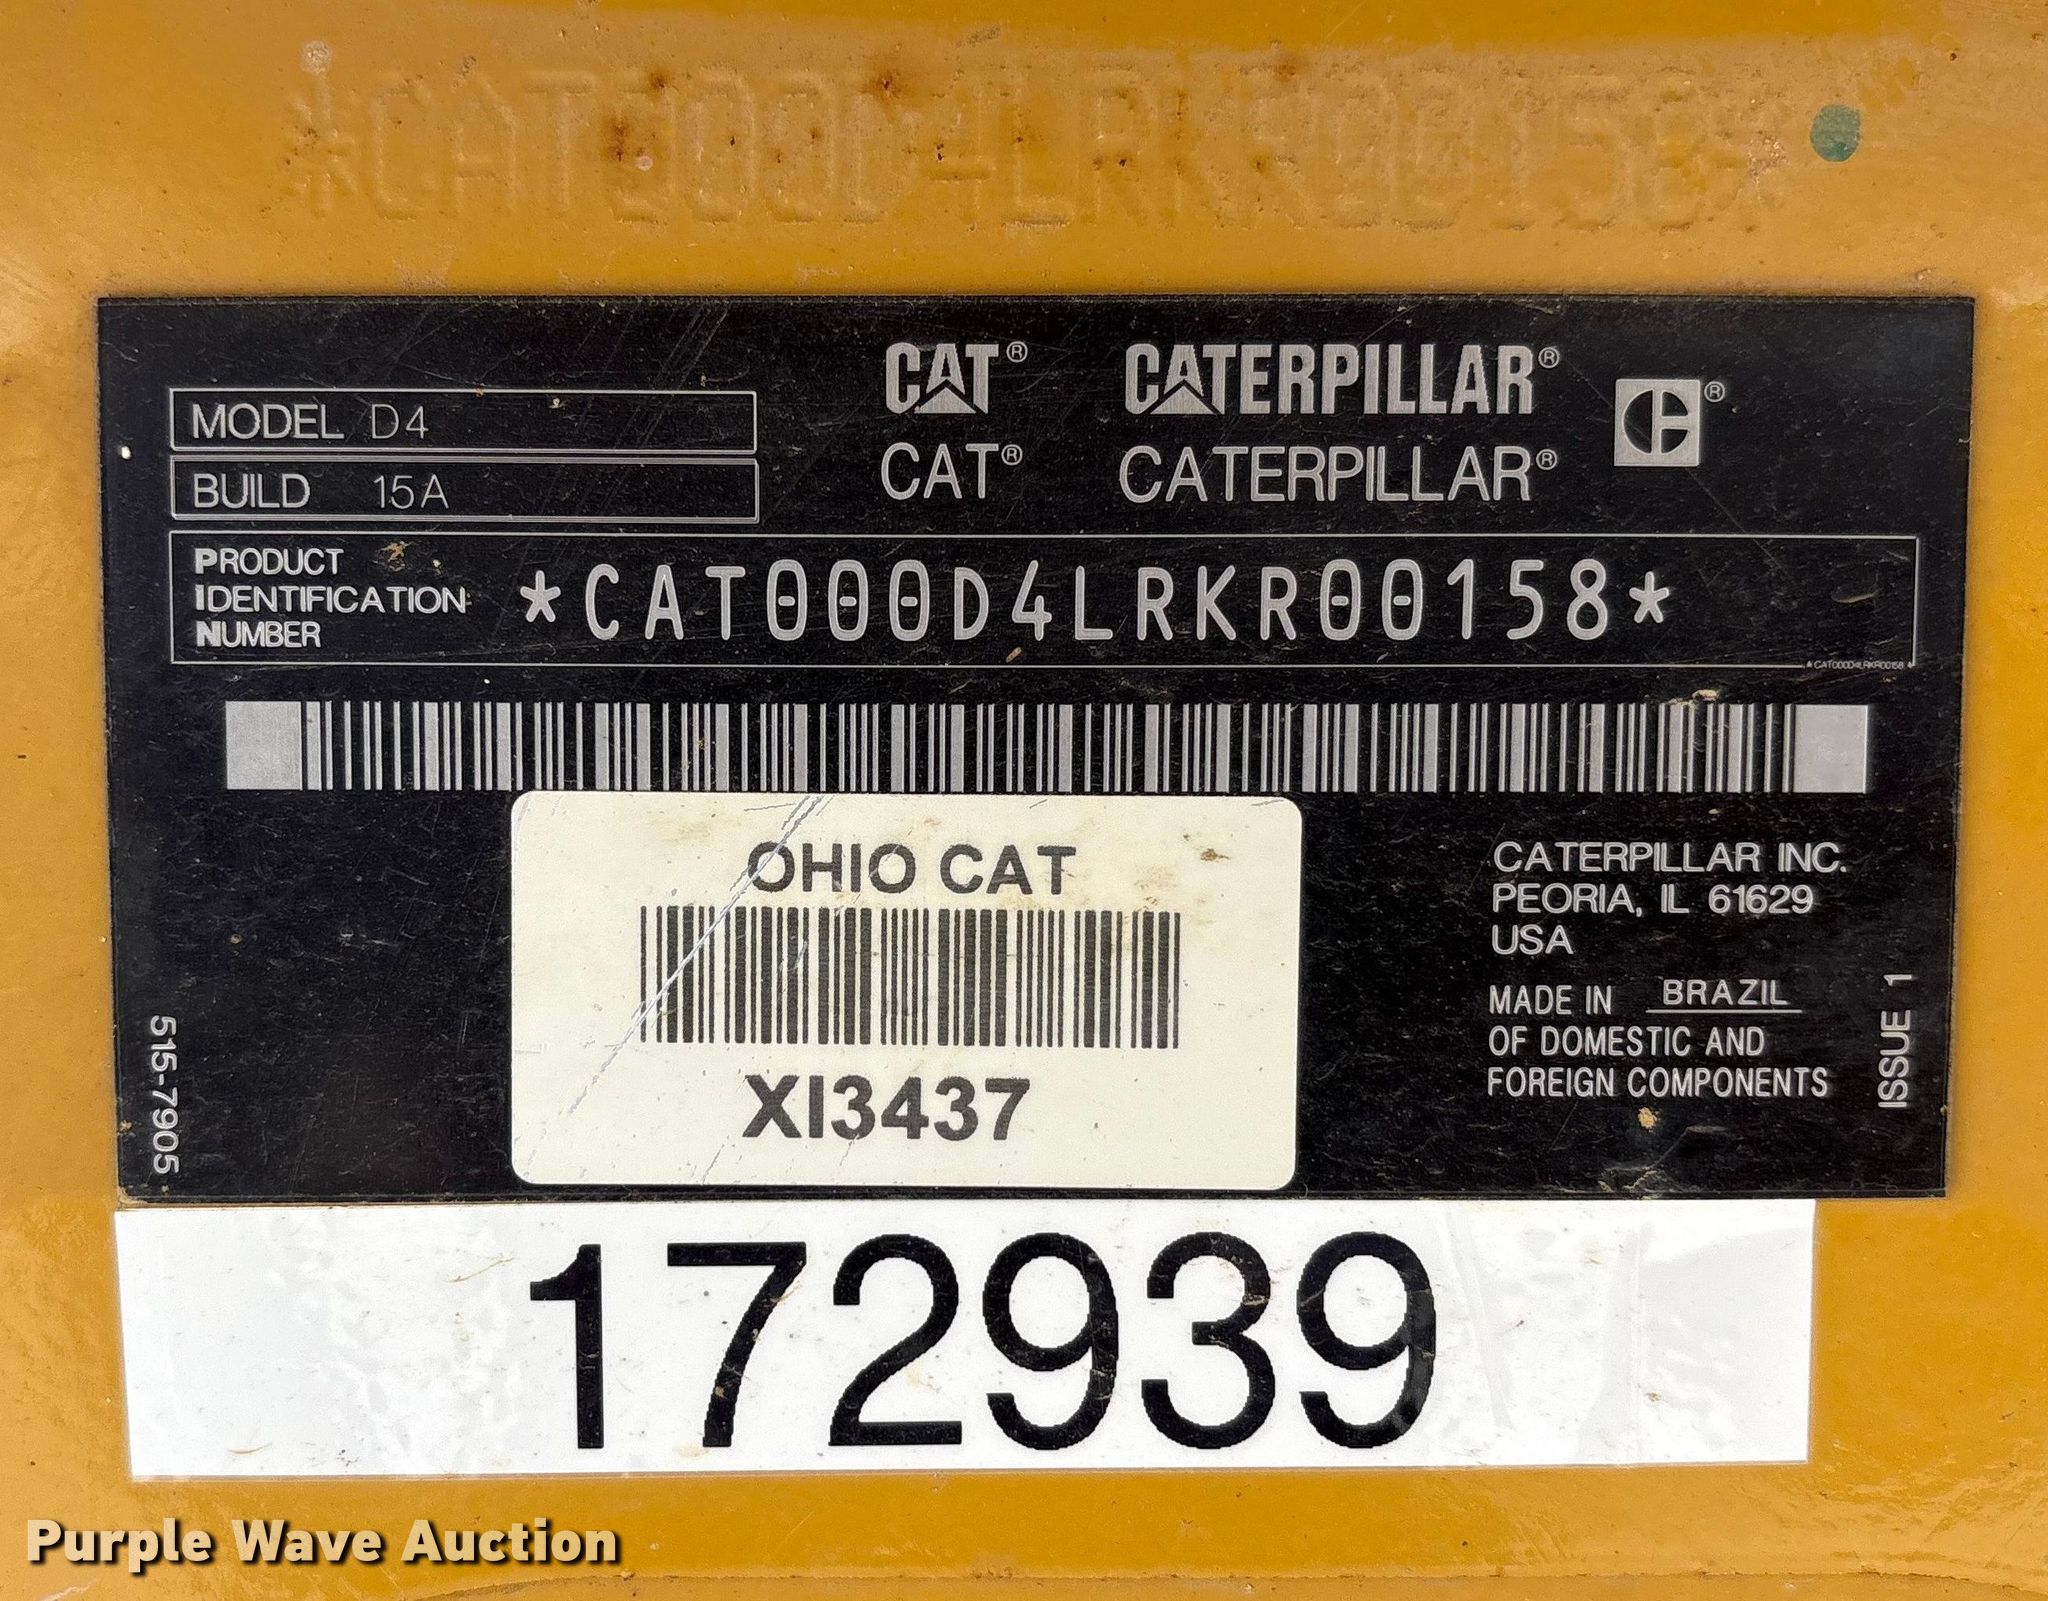 *CAT000D4LRKR00158*
CAT® CATERPILLAR® ®
MODEL D4
CAT® CATERPILLAR®
BUILD 15A
PRODUCT
IDENTIFICATION
NUMBER
*CAT000D4LRKR00158*
*CAT000D4LRKR00158*
OHIO CAT
XI3437
CATERPILLAR INC.
PEORIA, IL 61629
USA
MADE IN BRAZIL
OF DOMESTIC AND
FOREIGN COMPONENTS
ISSUE 1
515-7905
172939
Purple Wave Auction